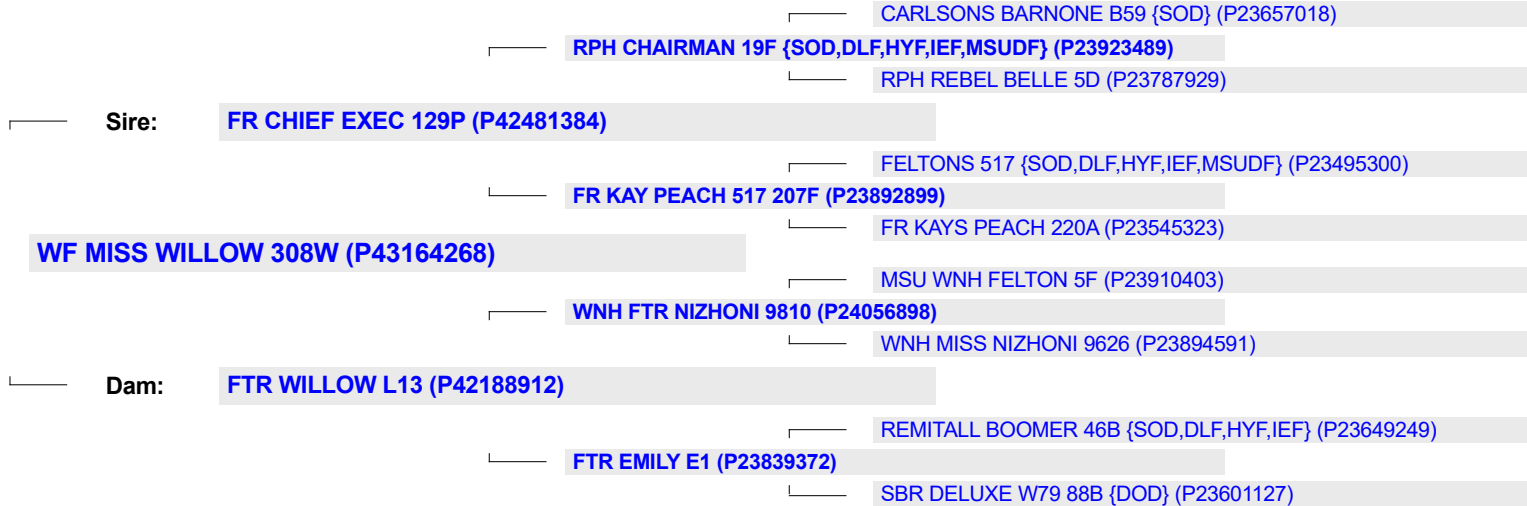 CARLSONS BARNONE B59 {SOD} (P23657018)
RPH CHAIRMAN 19F {SOD,DLF,HYF,IEF,MSUDF} (P23923489)
RPH REBEL BELLE 5D (P23787929)
Sire: FR CHIEF EXEC 129P (P42481384)
FELTONS 517 {SOD,DLF,HYF,IEF,MSUDF} (P23495300)
FR KAY PEACH 517 207F (P23892899)
FR KAYS PEACH 220A (P23545323)
WF MISS WILLOW 308W (P43164268)
MSU WNH FELTON 5F (P23910403)
WNH FTR NIZHONI 9810 (P24056898)
WNH MISS NIZHONI 9626 (P23894591)
Dam: FTR WILLOW L13 (P42188912)
REMITALL BOOMER 46B {SOD,DLF,HYF,IEF} (P23649249)
FTR EMILY E1 (P23839372)
SBR DELUXE W79 88B {DOD} (P23601127)